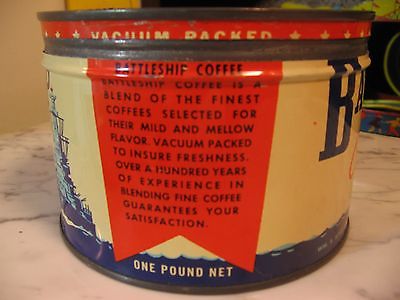 VACUUM PACKED
BATTLESHIP COFFEE
BATTLESHIP COFFEE IS A
BLEND OF THE FINEST
COFFEES SELECTED FOR
THEIR MILD AND MELLOW
FLAVOR. VACUUM PACKED
TO INSURE FRESHNESS.
OVER A HUNDRED YEARS
OF EXPERIENCE IN
BLENDING FINE COFFEE
GUARANTEES YOUR
SATISFACTION.
ONE POUND NET